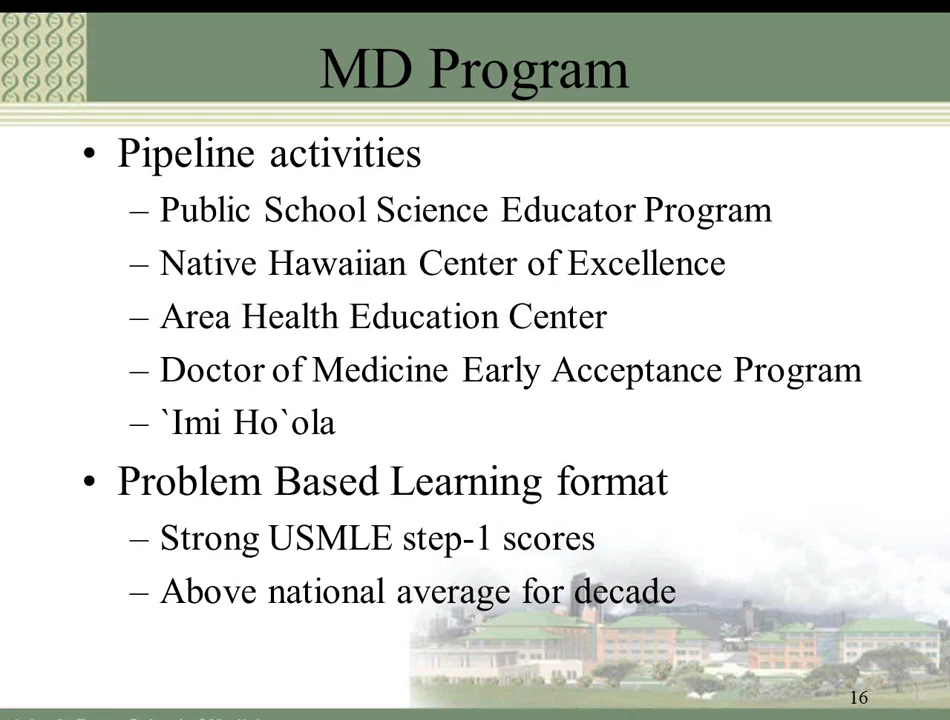 MD Program
• Pipeline activities
– Public School Science Educator Program
– Native Hawaiian Center of Excellence
– Area Health Education Center
– Doctor of Medicine Early Acceptance Program
– `Imi Ho`ola
• Problem Based Learning format
– Strong USMLE step-1 scores
– Above national average for decade
16